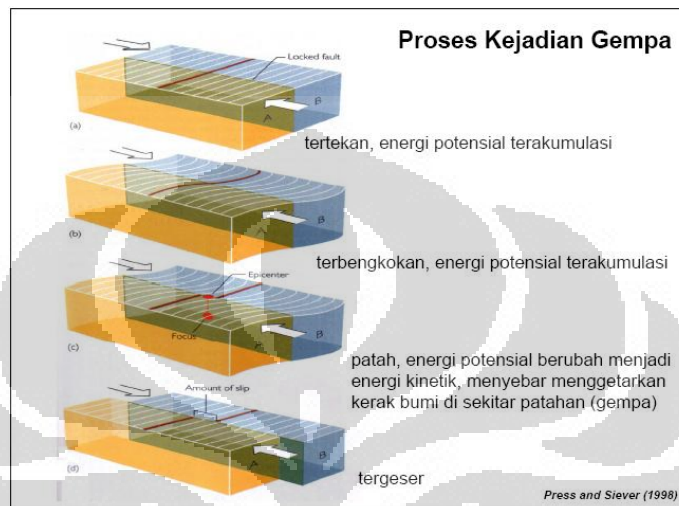 Proses Kejadian Gempa
Locked fault
A
B
(a)
tertekan, energi potensial terakumulasi
A
B
(b)
terbengkokan, energi potensial terakumulasi
Epicenter
Focus
B
(c)
patah, energi potensial berubah menjadi
energi kinetik, menyebar menggetarkan
kerak bumi di sekitar patahan (gempa)
Amount of slip
A
B
(d)
tergeser
Press and Siever (1998)